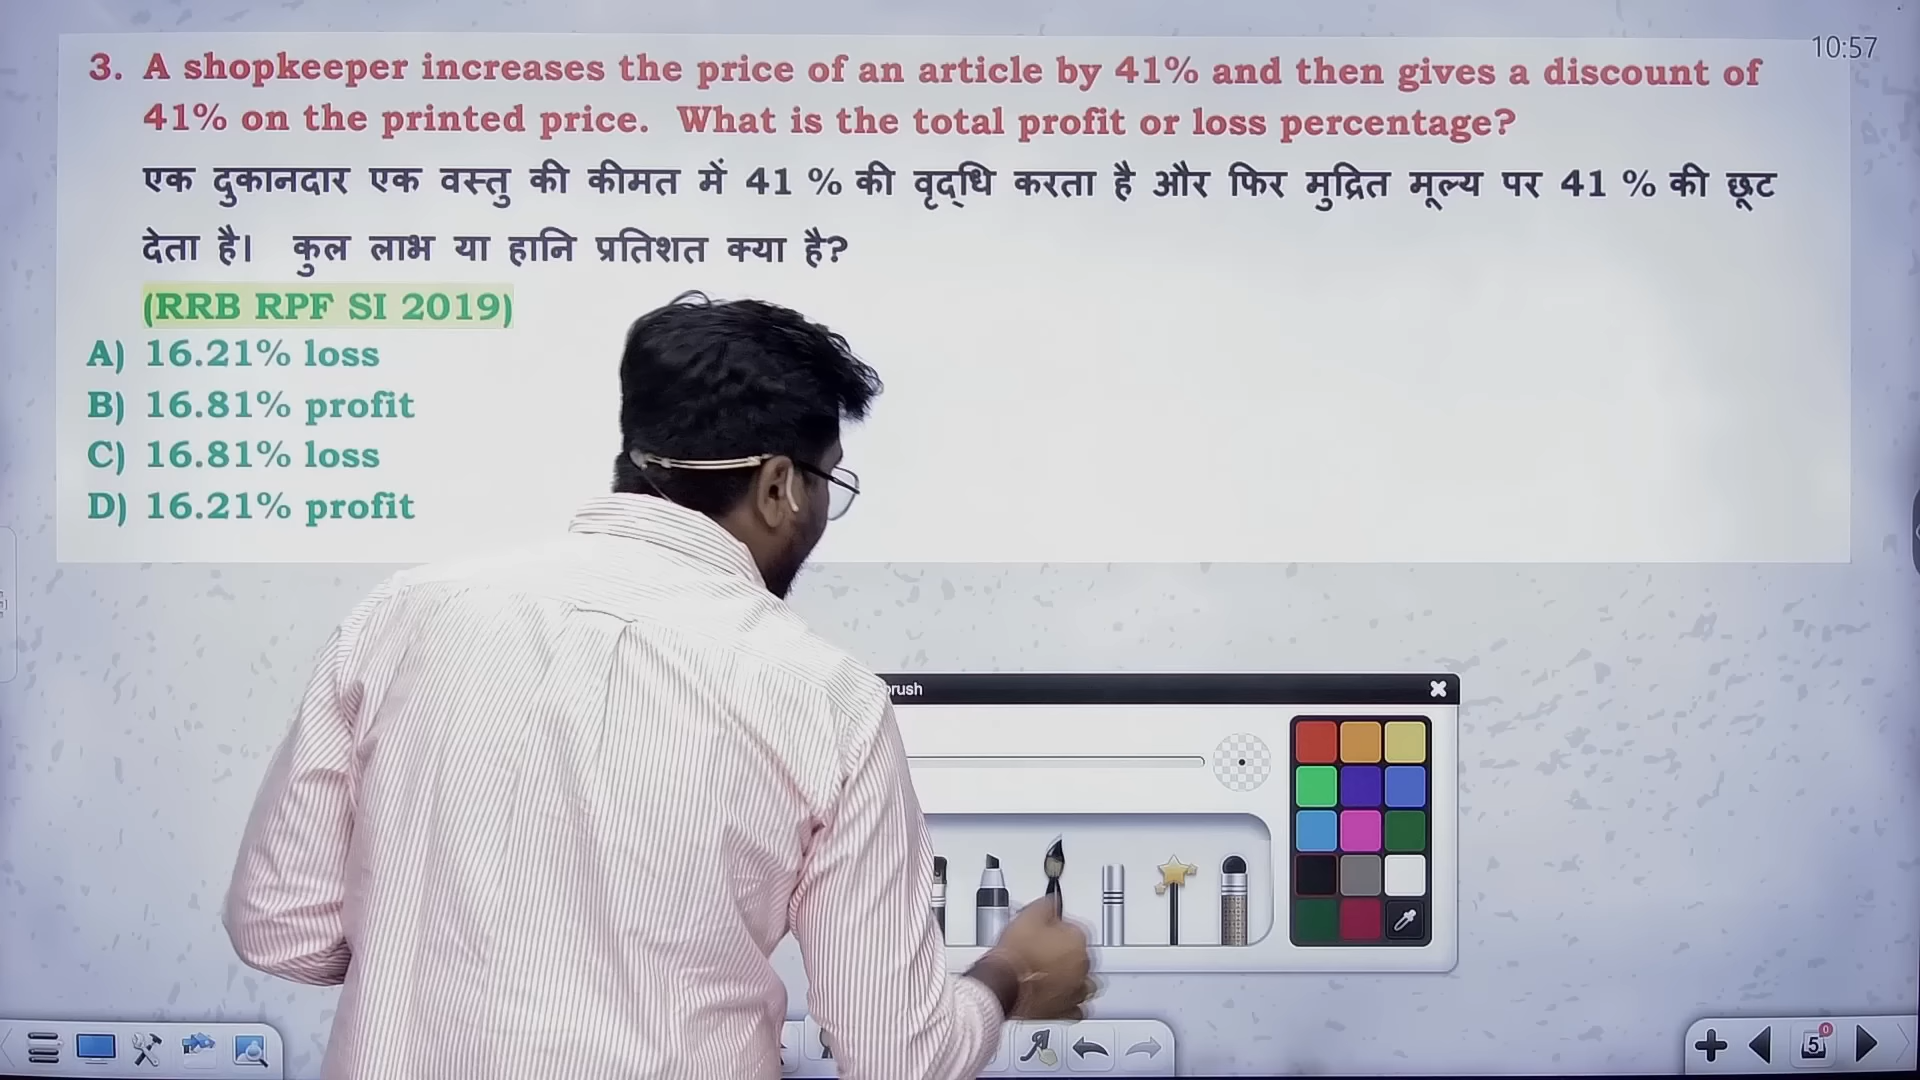 10:57
3. A shopkeeper increases the price of an article by 41% and then gives a discount of
41% on the printed price. What is the total profit or loss percentage?
एक दुकानदार एक वस्तु की कीमत में 41 % की वृद्धि करता है और फिर मुद्रित मूल्य पर 41 % की छूट
देता है। कुल लाभ या हानि प्रतिशत क्या है?
(RRB RPF SI 2019)
A) 16.21% loss
B) 16.81% profit
C) 16.81% loss
D) 16.21% profit
rush
5
0